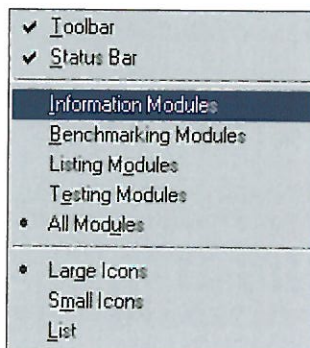 Toolbar
Status Bar
Information Modules
Benchmarking Modules
Listing Modules
Testing Modules
All Modules
Large Icons
Small Icons
List